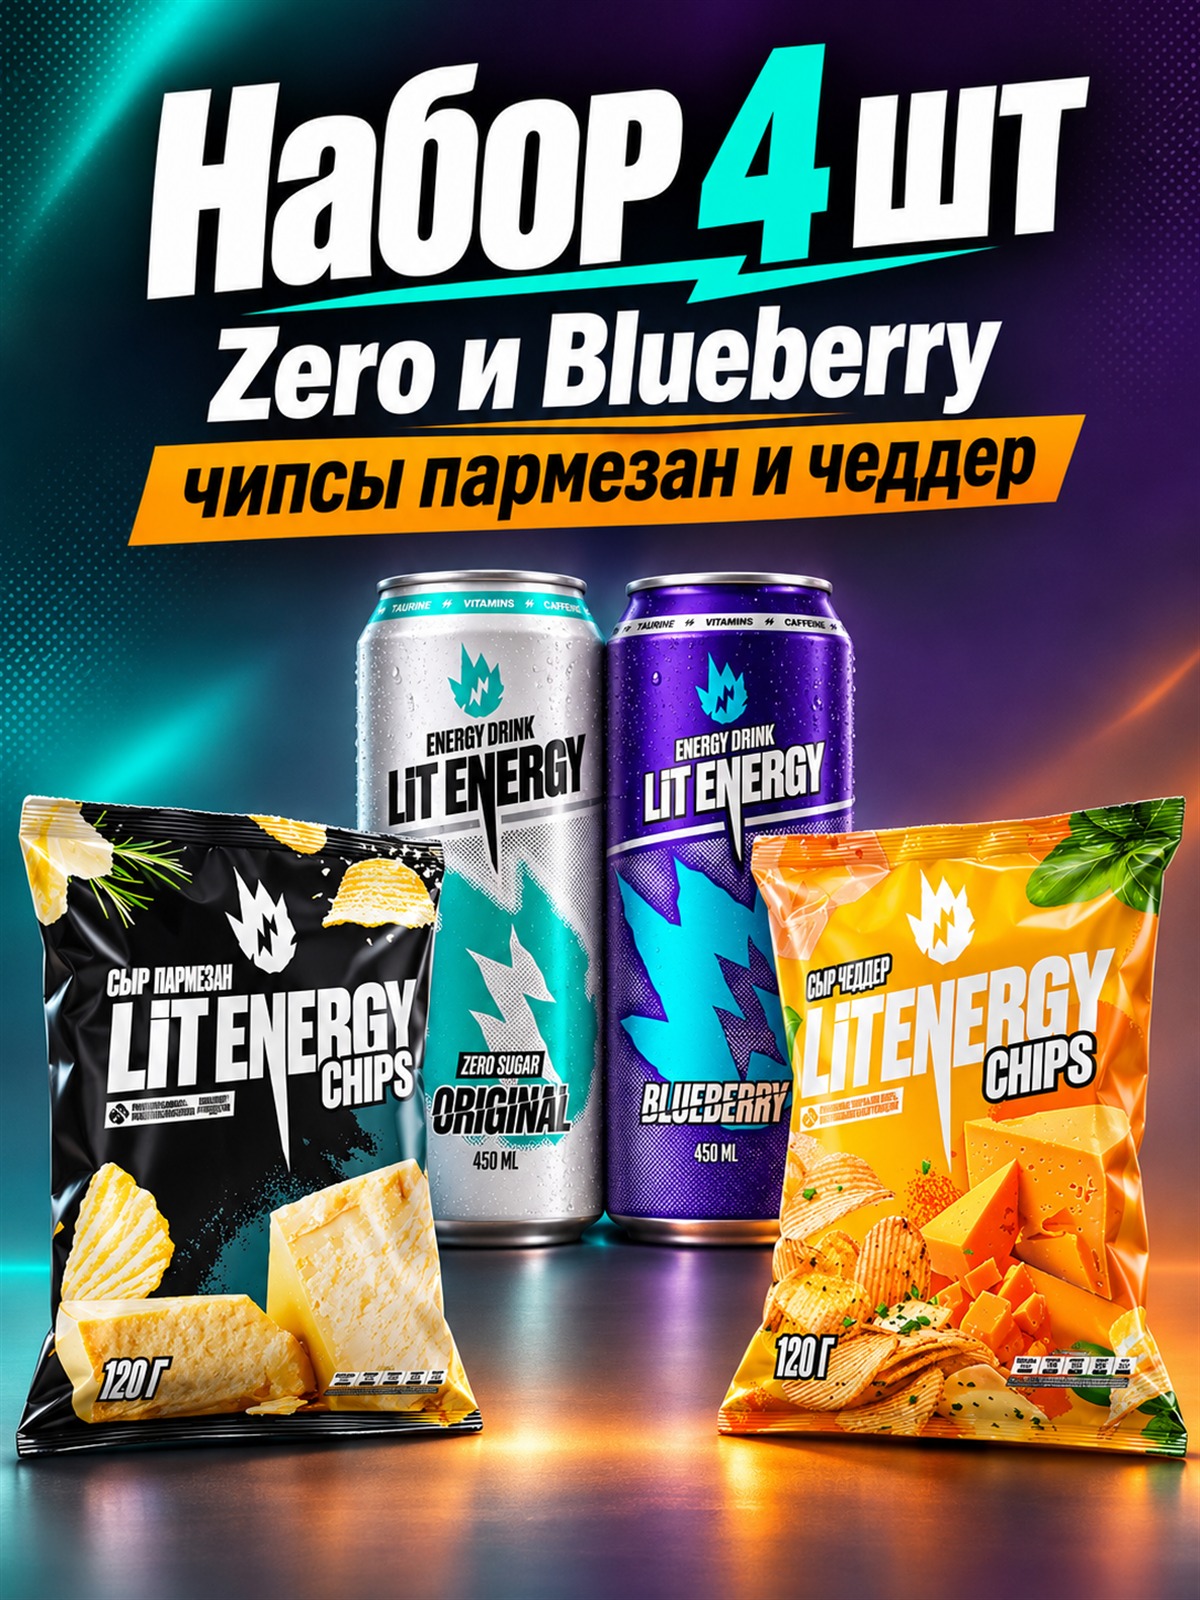 Набор 4 шт
Zero и Blueberry
чипсы пармезан и чеддер
TAURINE VITAMINS CAFFEINE
ENERGY DRINK
LIT ENERGY
ZERO SUGAR
ORIGINAL
450 ML
TAURINE VITAMINS CAFFEINE
ENERGY DRINK
LIT ENERGY
BLUEBERRY
450 ML
СЫР ПАРМЕЗАН
LIT ENERGY
CHIPS
120 Г
СЫР ЧЕДДЕР
LIT ENERGY
CHIPS
120 Г